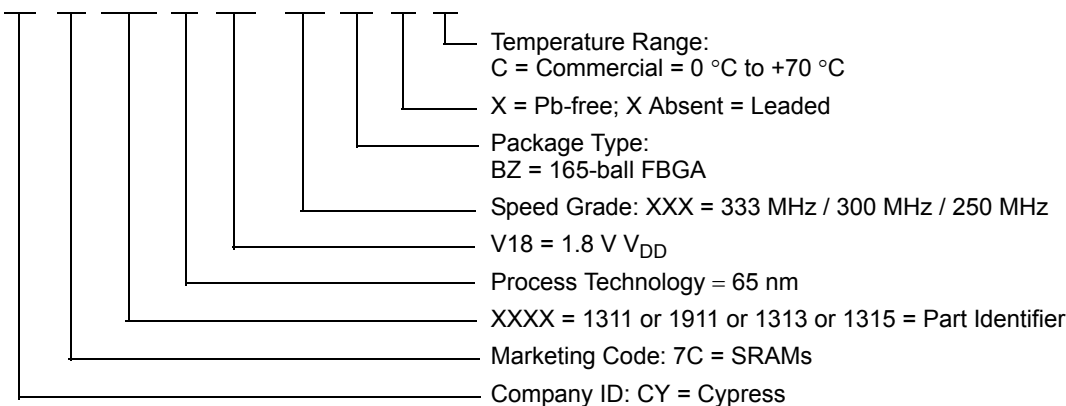 Temperature Range:
C = Commercial = 0 °C to +70 °C
X = Pb-free; X Absent = Leaded
Package Type:
BZ = 165-ball FBGA
Speed Grade: XXX = 333 MHz / 300 MHz / 250 MHz
V18 = 1.8 V VDD
Process Technology = 65 nm
XXXX = 1311 or 1911 or 1313 or 1315 = Part Identifier
Marketing Code: 7C = SRAMs
Company ID: CY = Cypress